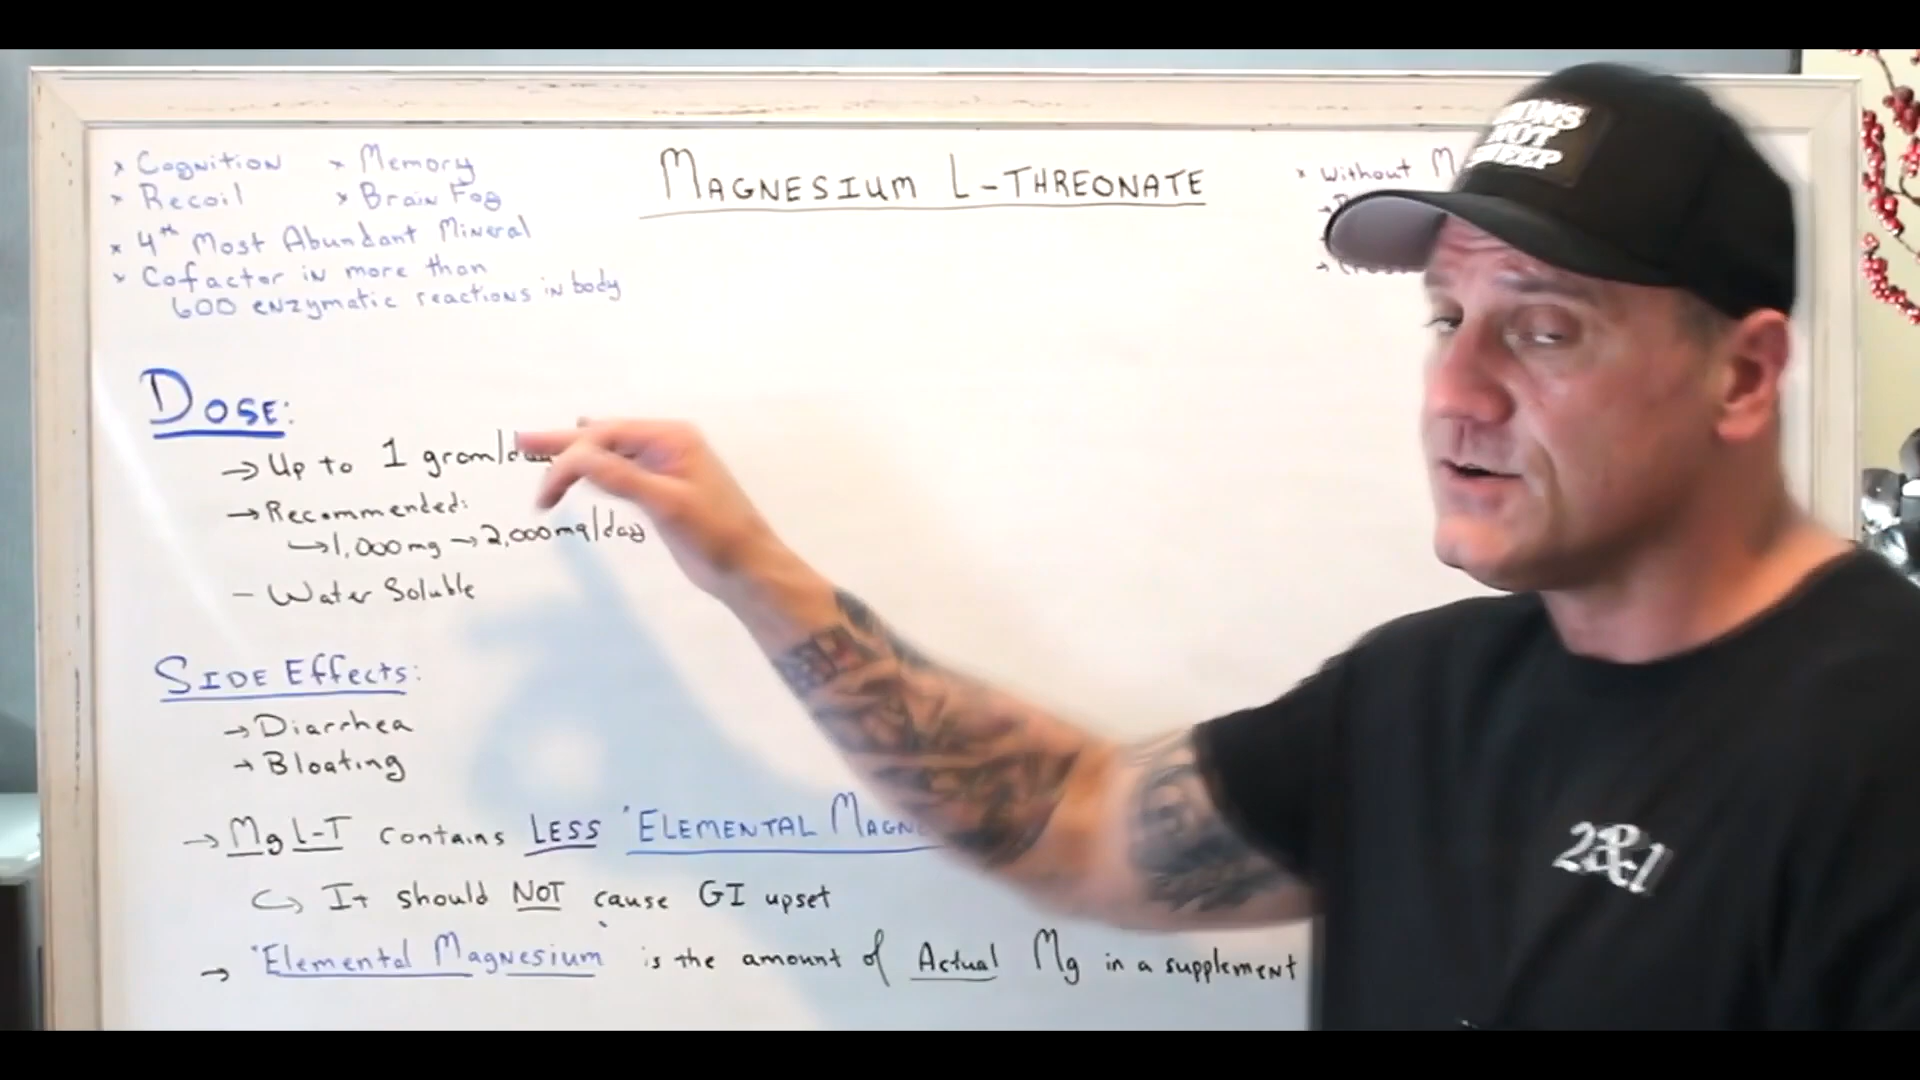 MAGNESIUM L-THREONATE
* Cognition * Memory
* Recoil * Brain Fog
* 4th Most Abundant Mineral
* Cofactor in more than
600 enzymatic reactions in body
* Without
DOSE:
→ Up to 1 gram/day
→ Recommended:
↳ 1,000mg → 2,000mg/day
- Water Soluble
SIDE Effects:
→ Diarrhea
→ Bloating
→ Mg L-T contains LESS "ELEMENTAL
↳ It should NOT cause GI upset
→ "Elemental Magnesium" is the amount of Actual Mg in a supplement
NOT
2&1